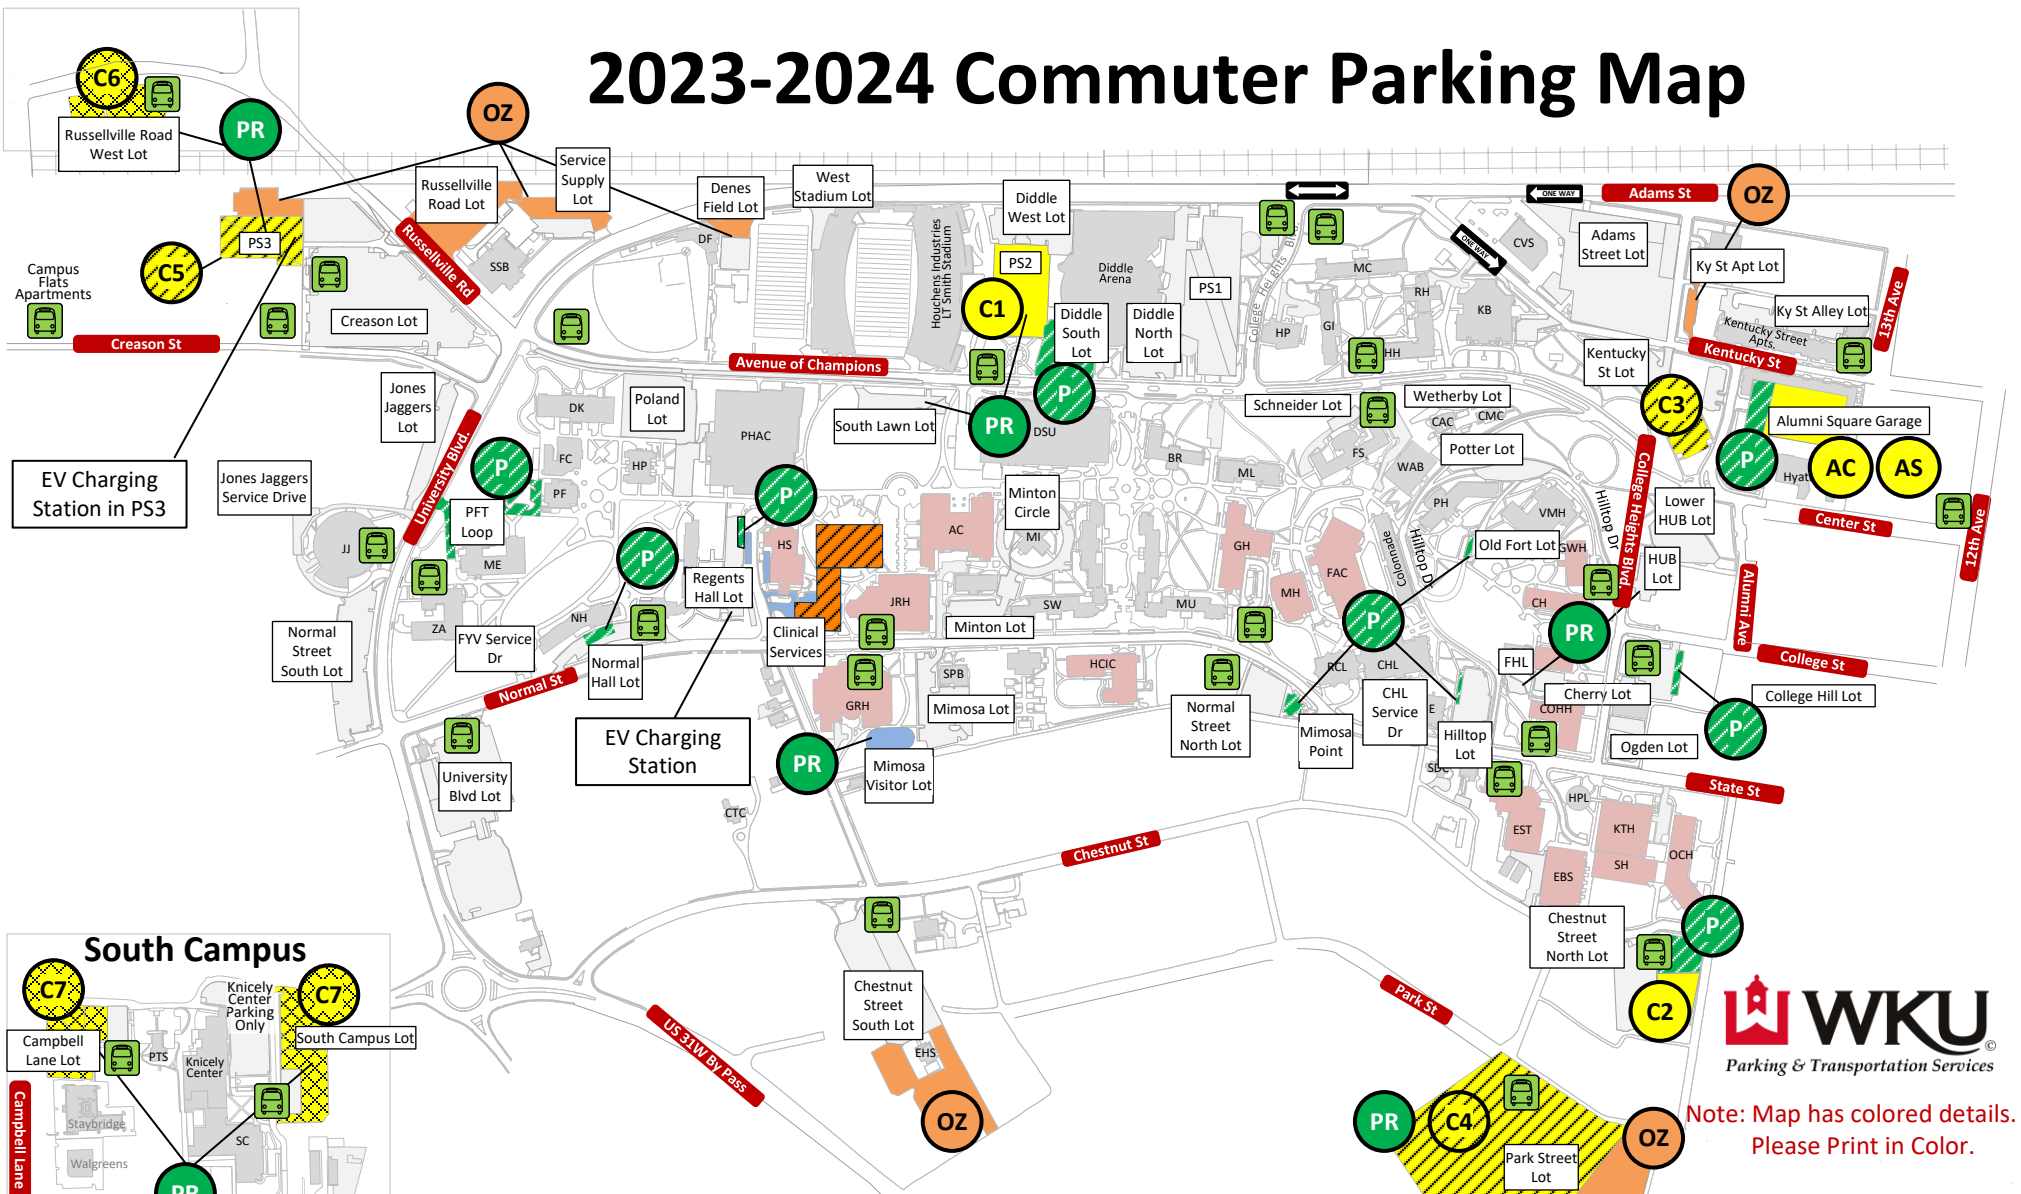 2023-2024 Commuter Parking Map
C6
Russellville Road
West Lot
PR
OZ
Service
Supply
Lot
Russellville
Road Lot
Denes
Field Lot
West
Stadium Lot
Diddle
West Lot
ONE WAY
Adams St
OZ
PS3
C5
Campus
Flats
Apartments
Creason St
Creason Lot
Russellville Rd
SSB
DF
Houchens Industries
LT Smith Stadium
PS2
C1
Diddle
Arena
Diddle
South
Lot
Diddle
North
Lot
PS1
College Heights Blvd.
MC
RH
GI
HP
HH
KB
ONE WAY
CVS
Adams
Street Lot
Ky St Apt Lot
Ky St Alley Lot
Kentucky Street
Apts.
13th Ave
Kentucky St
Kentucky
St Lot
Avenue of Champions
Jones
Jaggers
Lot
DK
Poland
Lot
PHAC
South Lawn Lot
PR
P
DSU
Schneider Lot
Wetherby Lot
CAC
CMC
Potter Lot
C3
Alumni Square Garage
P
Hyatt
AC
AS
EV Charging
Station in PS3
Jones Jaggers
Service Drive
University Blvd.
P
FC
HP
PF
PFT
Loop
ME
JJ
ZA
P
P
HS
Regents
Hall Lot
AC
Minton
Circle
MI
BR
ML
FS
WAB
PH
VMH
Hilltop Dr
College Heights Blvd
Lower
HUB Lot
HUB
Lot
Center St
12th Ave
Normal
Street
South Lot
FYV Service
Dr
NH
Normal
Hall Lot
Normal St
Clinical
Services
JRH
Minton Lot
SW
MU
GH
MH
FAC
Colonnade
Hilltop Dr
Old Fort Lot
GWH
CH
PR
P
Alumni Ave
College St
EV Charging
Station
GRH
SPB
Mimosa Lot
HCIC
Normal
Street
North Lot
RCL
CHL
Mimosa
Point
CHL
Service
Dr
E
Hilltop
Lot
FHL
Cherry Lot
COHH
Ogden Lot
College Hill Lot
P
State St
PR
Mimosa
Visitor Lot
University
Blvd Lot
CTC
Chestnut St
SDC
HPL
EST
KTH
SH
OCH
EBS
Chestnut
Street
North Lot
P
C2
South Campus
C7
C7
Knicely
Center
Parking
Only
Campbell
Lane Lot
PTS
Knicely
Center
South Campus Lot
Staybridge
Walgreens
SC
Campbell Lane
PR
US 31W By Pass
Chestnut
Street
South Lot
EHS
OZ
Park St
PR
C4
Park Street
Lot
OZ
WKU
©
Parking & Transportation Services
Note: Map has colored details.
Please Print in Color.